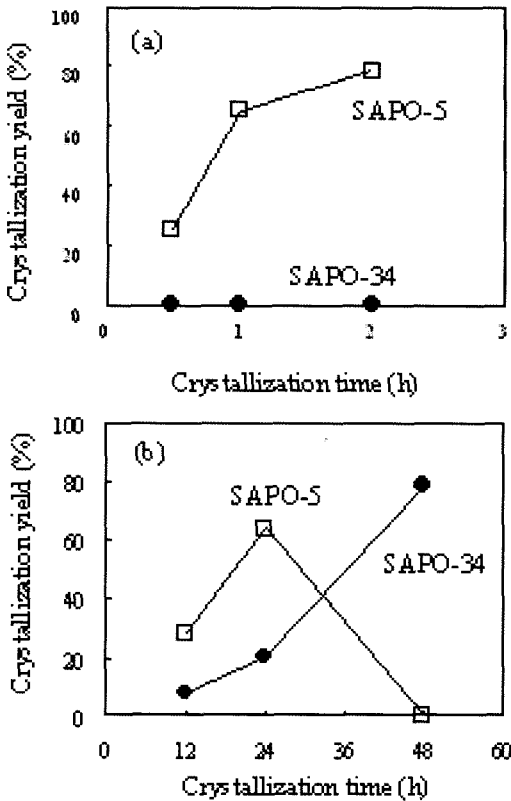 (a)
100
80
60
40
20
0
SAPO-5
SAPO-34
Crystallization yield (%)
0 1 2 3
Crystallization time (h)
(b)
100
80
60
40
20
0
SAPO-5
SAPO-34
Crystallization yield (%)
0 12 24 36 48 60
Crystallization time (h)